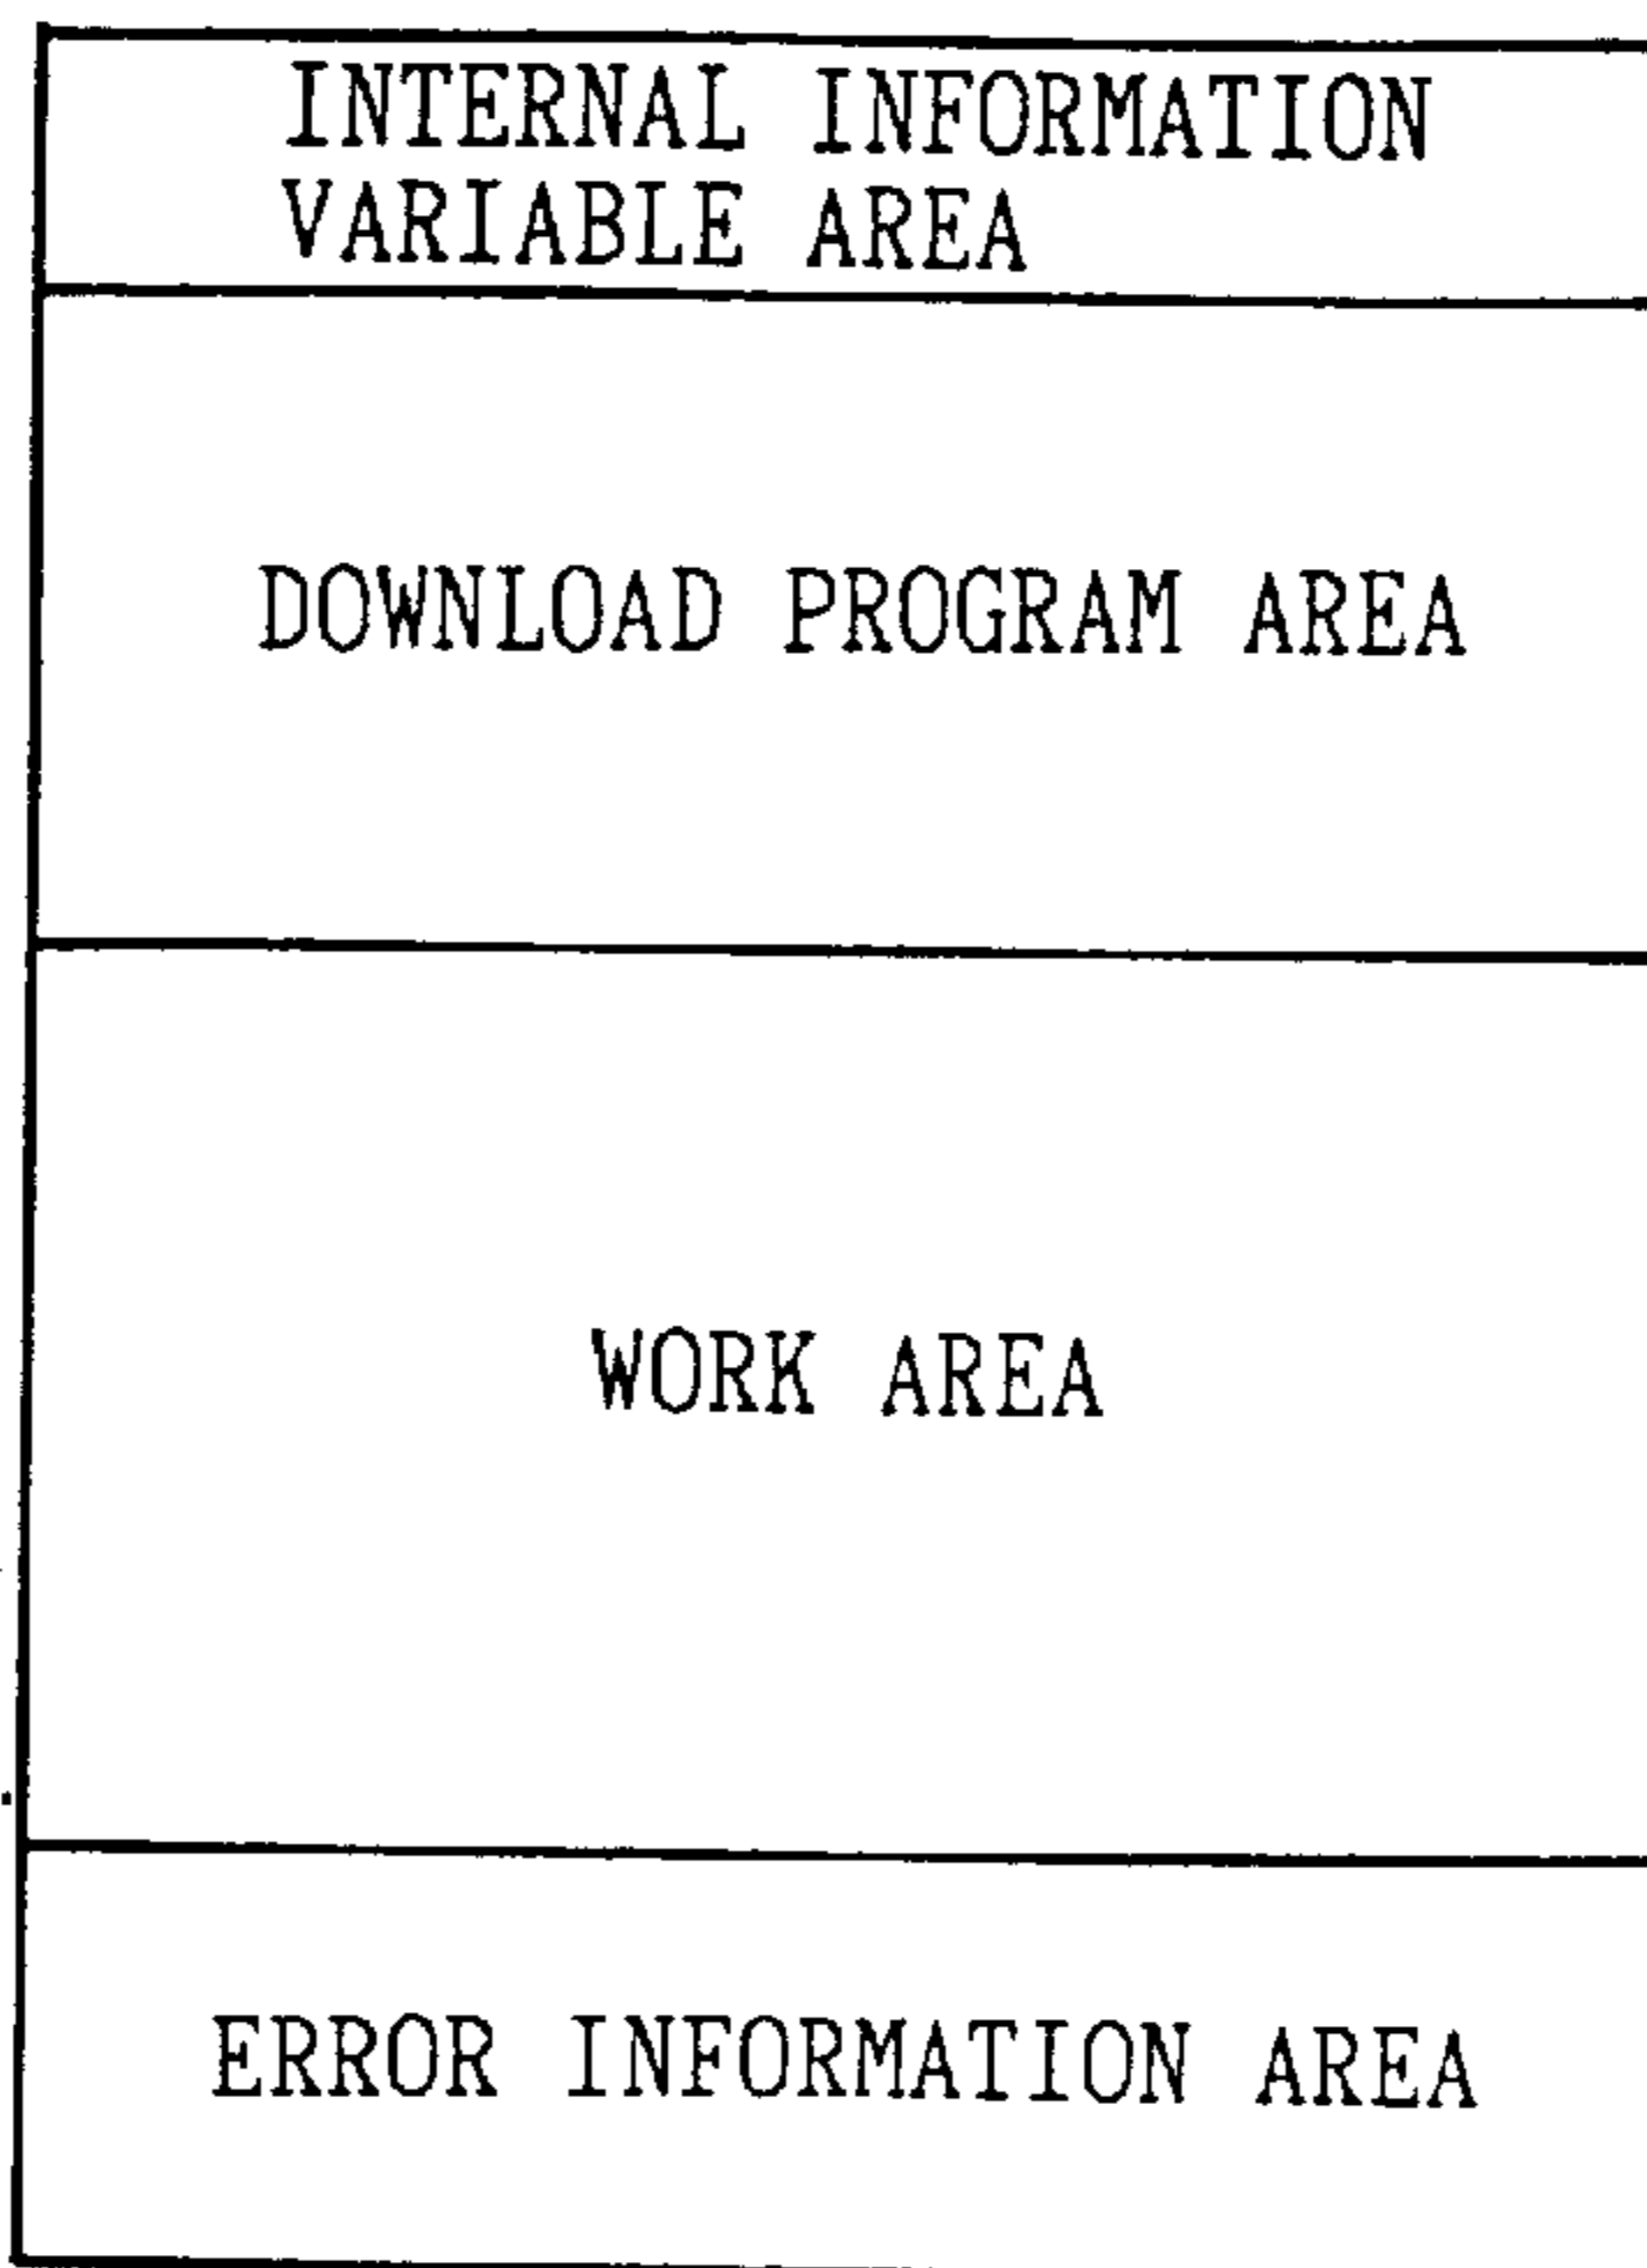 INTERNAL INFORMATION
VARIABLE AREA
DOWNLOAD PROGRAM AREA
WORK AREA
ERROR INFORMATION AREA